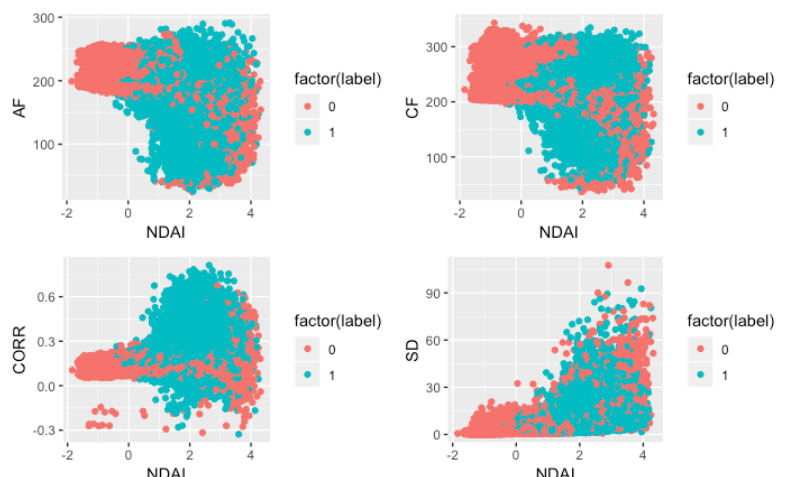 300
200
100
AF
-2 0 2 4
NDAI
factor(label)
0
1
300
200
100
CF
-2 0 2 4
NDAI
factor(label)
0
1
0.6
0.3
0.0
-0.3
CORR
-2 0 2 4
NDAI
factor(label)
0
1
90
60
30
0
SD
-2 0 2 4
NDAI
factor(label)
0
1